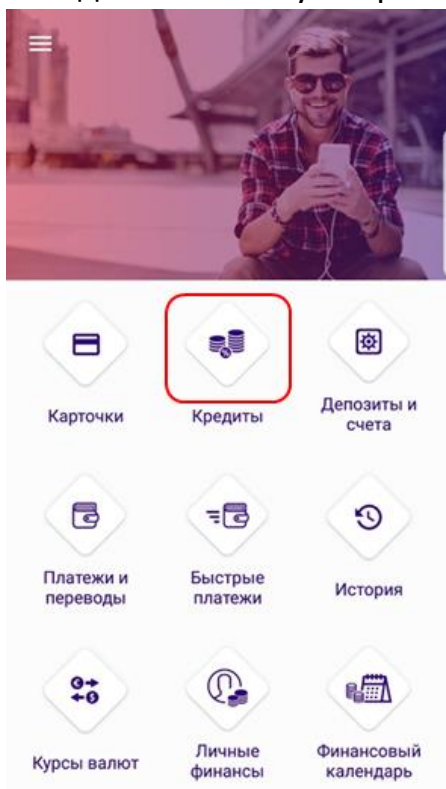 Карточки
Кредиты
Депозиты и
счета
Платежи и
переводы
Быстрые
платежи
История
Курсы валют
Личные
финансы
Финансовый
календарь